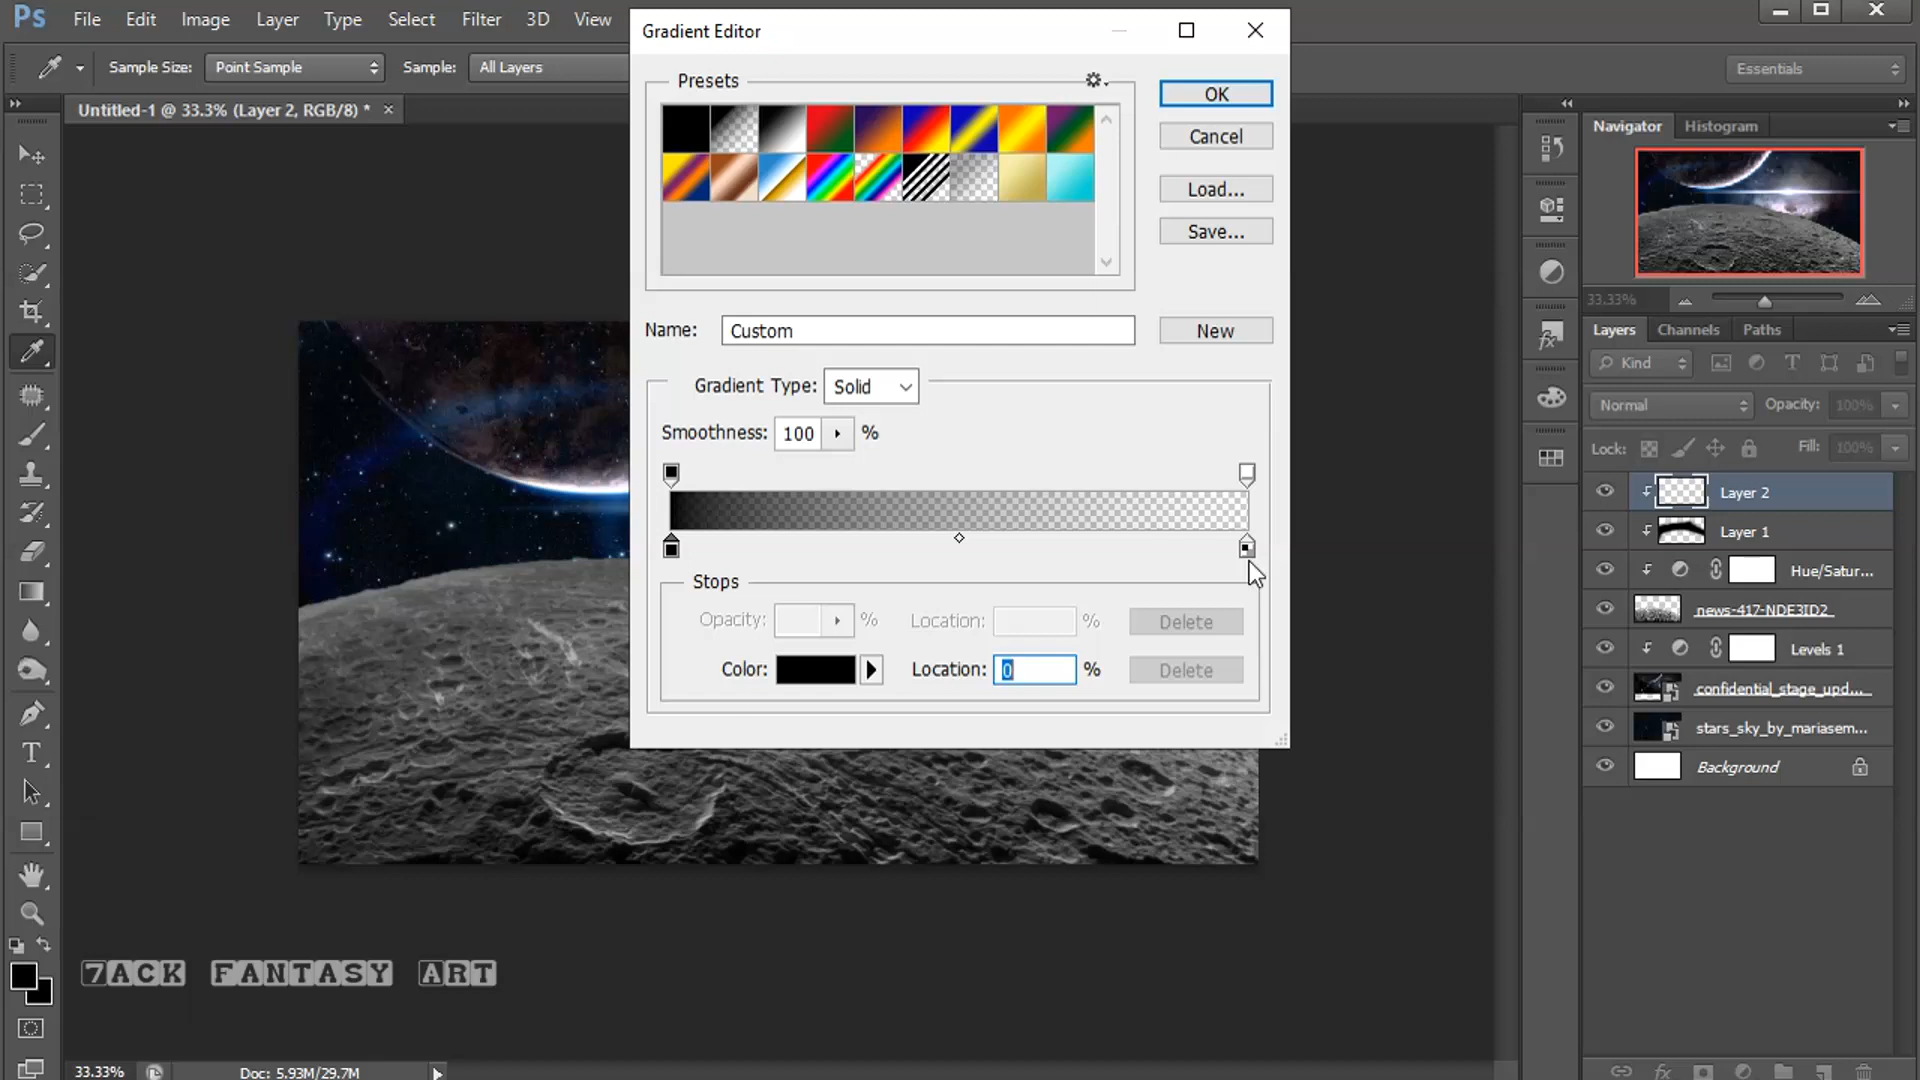 Ps File Edit Image Layer Type Select Filter 3D View
Sample Size: Point Sample Sample: All Layers
Essentials
Untitled-1 @ 33.3% (Layer 2, RGB/8) * ×
Gradient Editor
Presets
OK
Cancel
Load...
Save...
Name: Custom
New
Gradient Type: Solid
Smoothness: 100 %
Stops
Opacity: % Location: % Delete
Color: Location: 0 % Delete
Navigator Histogram
33.33%
Layers Channels Paths
Kind
Normal Opacity: 100%
Lock: Fill: 100%
Layer 2
Layer 1
Hue/Satur...
news-417-NDE3ID2
Levels 1
confidential_stage_upd...
stars_sky_by_mariasem...
Background
7ACK FANTASY ART
33.33% Doc: 5.93M/29.7M